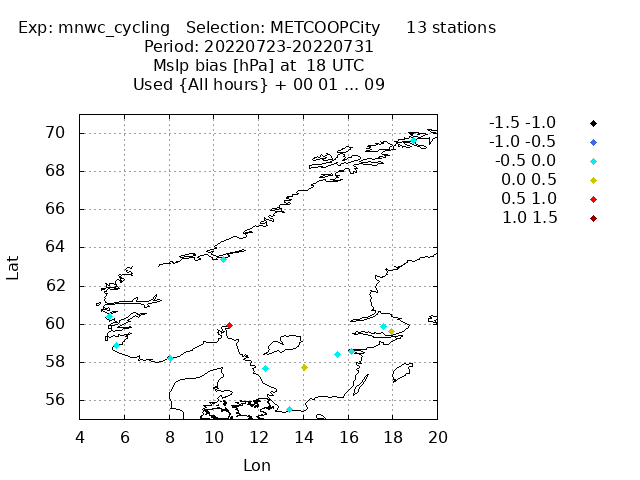 Exp: mnwc_cycling   Selection: METCOOPCity     13 stations
Period: 20220723-20220731
Mslp bias [hPa] at  18 UTC
Used {All hours} + 00 01 ... 09
-1.5 -1.0
-1.0 -0.5
-0.5 0.0
0.0 0.5
0.5 1.0
1.0 1.5
Lat
70
68
66
64
62
60
58
56
4 6 8 10 12 14 16 18 20
Lon